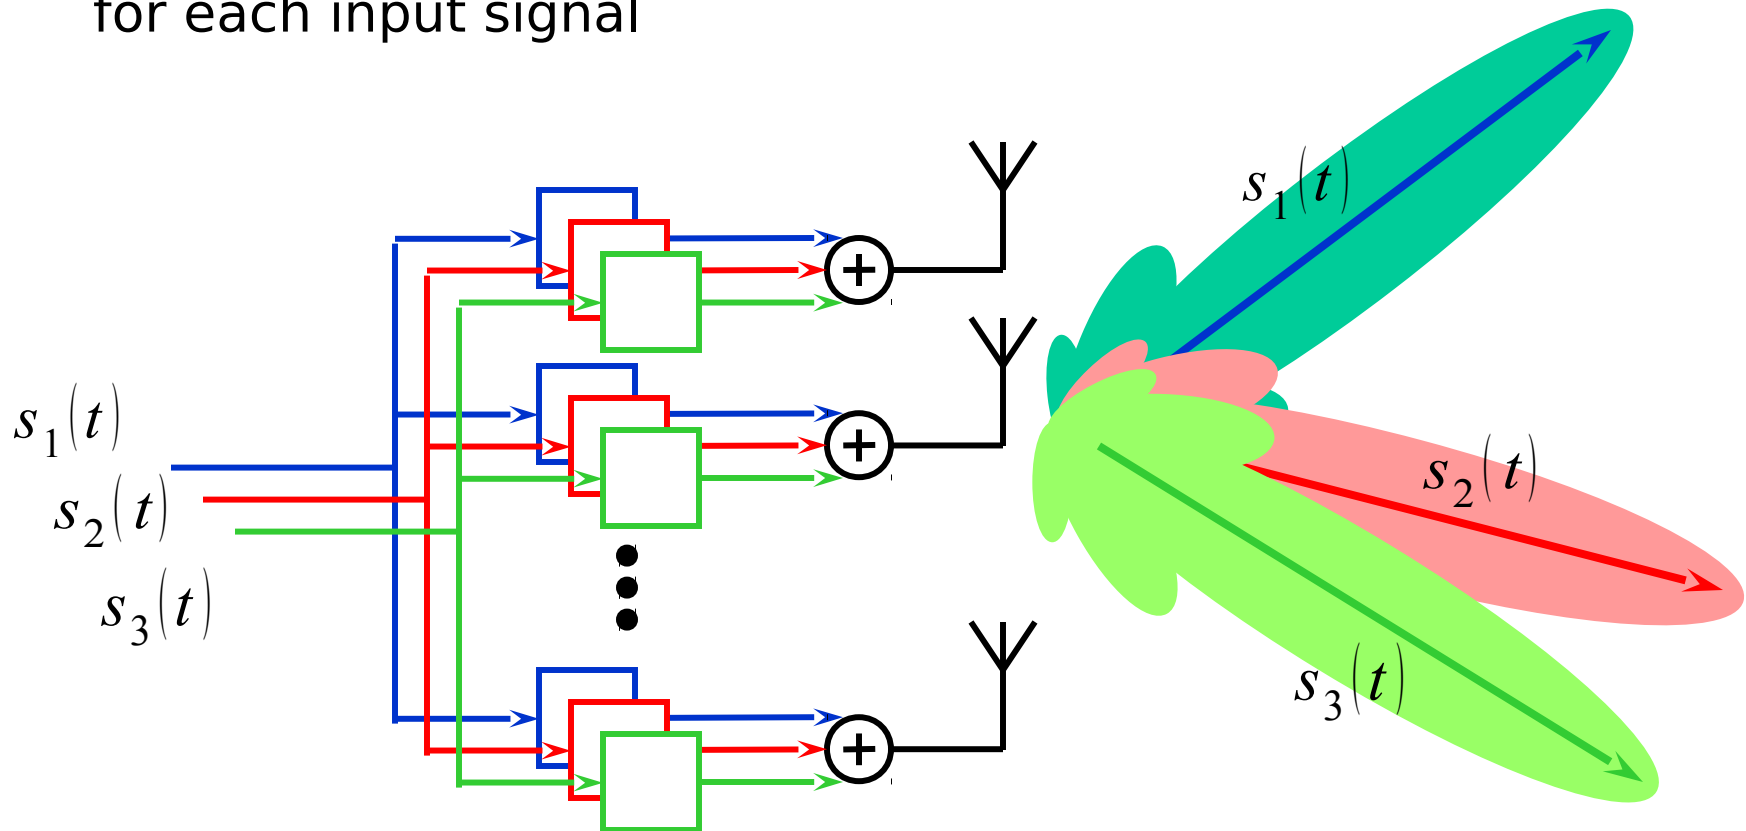 for each input signal
s₁(t)
s₁(t)
s₂(t)
s₂(t)
s₃(t)
s₃(t)